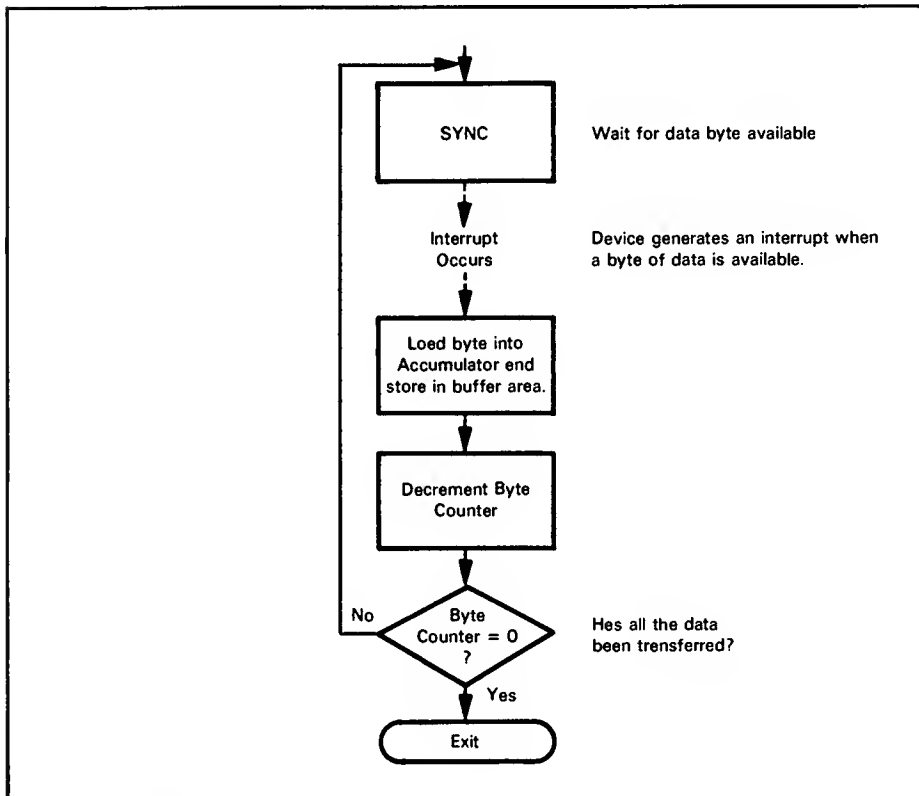 SYNC
Wait for data byte available
Interrupt
Occurs
Device generates an interrupt when
a byte of data is available.
Loed byte into
Accumulator end
store in buffer area.
Decrement Byte
Counter
No
Byte
Counter = 0
?
Hes all the data
been trensferred?
Yes
Exit